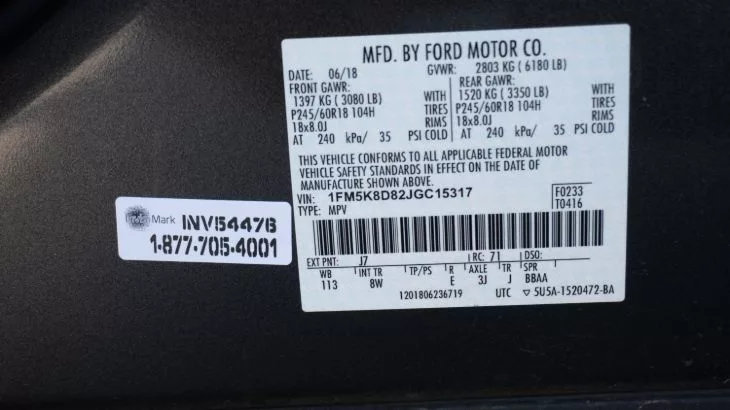 MFD. BY FORD MOTOR CO.
DATE: 06/18 GVWR: 2803 KG ( 6180 LB)
FRONT GAWR: REAR GAWR:
1397 KG ( 3080 LB) WITH 1520 KG ( 3350 LB) WITH
P245/60R18 104H TIRES P245/60R18 104H TIRES
18x8.0J RIMS 18x8.0J RIMS
AT 240 kPa/ 35 PSI COLD AT 240 kPa/ 35 PSI COLD
THIS VEHICLE CONFORMS TO ALL APPLICABLE FEDERAL MOTOR
VEHICLE SAFETY STANDARDS IN EFFECT ON THE DATE OF
MANUFACTURE SHOWN ABOVE.
VIN: 1FM5K8D82JGC15317 F0233
TYPE: MPV T0416
EXT PNT: J7 RC: 71 DSO:
WB INT TR TP/PS R AXLE TR SPR
113 8W E 3J J BBAA
1201806236719 UTC ▽ 5U5A-1520472-BA
Mark INV54476
1-877-705-4001